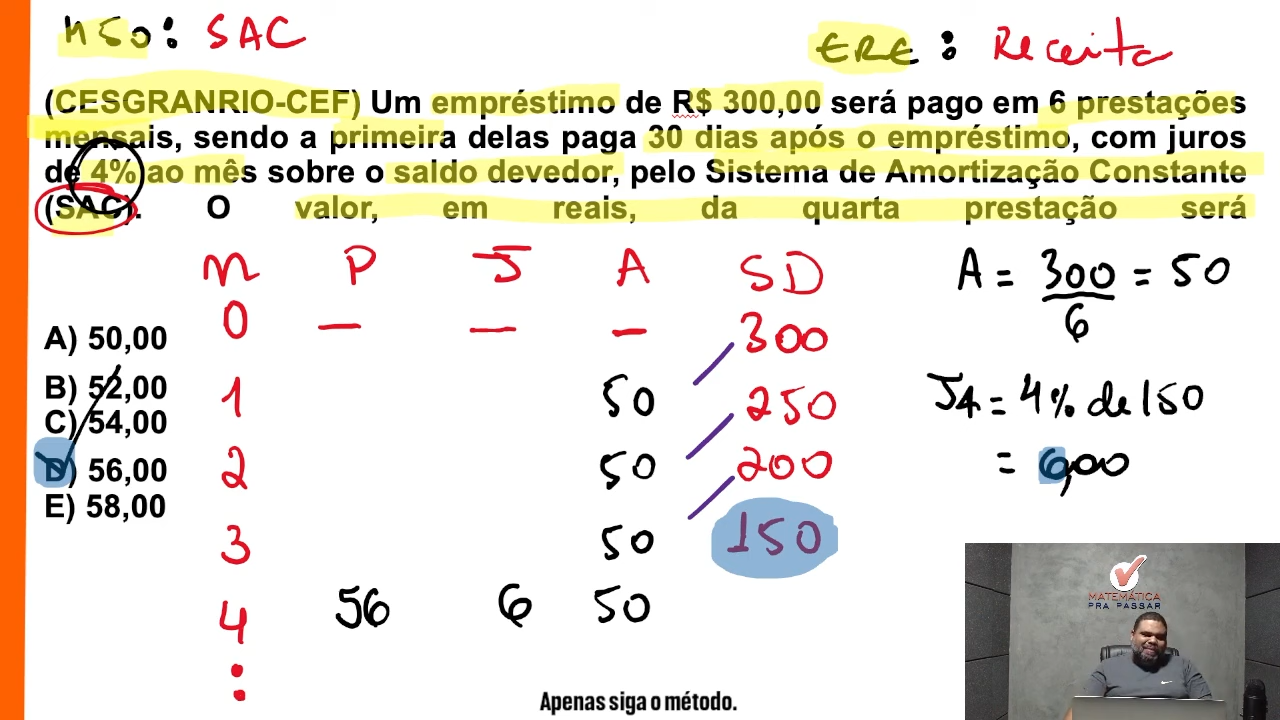 M50: SAC
ERE: Receita
(CESGRANRIO-CEF) Um empréstimo de R$ 300,00 será pago em 6 prestações
mensais, sendo a primeira delas paga 30 dias após o empréstimo, com juros
de 4% ao mês sobre o saldo devedor, pelo Sistema de Amortização Constante
(SAC). O valor, em reais, da quarta prestação será
A) 50,00
B) 52,00
C) 54,00
D) 56,00
E) 58,00
n P J A SD
0 — — — 300
1 50 250
2 50 200
3 50 150
4 56 6 50
:
A = 300/6 = 50
J4 = 4% de 150
= 6,00
MATEMÁTICA
PRA PASSAR
Apenas siga o método.